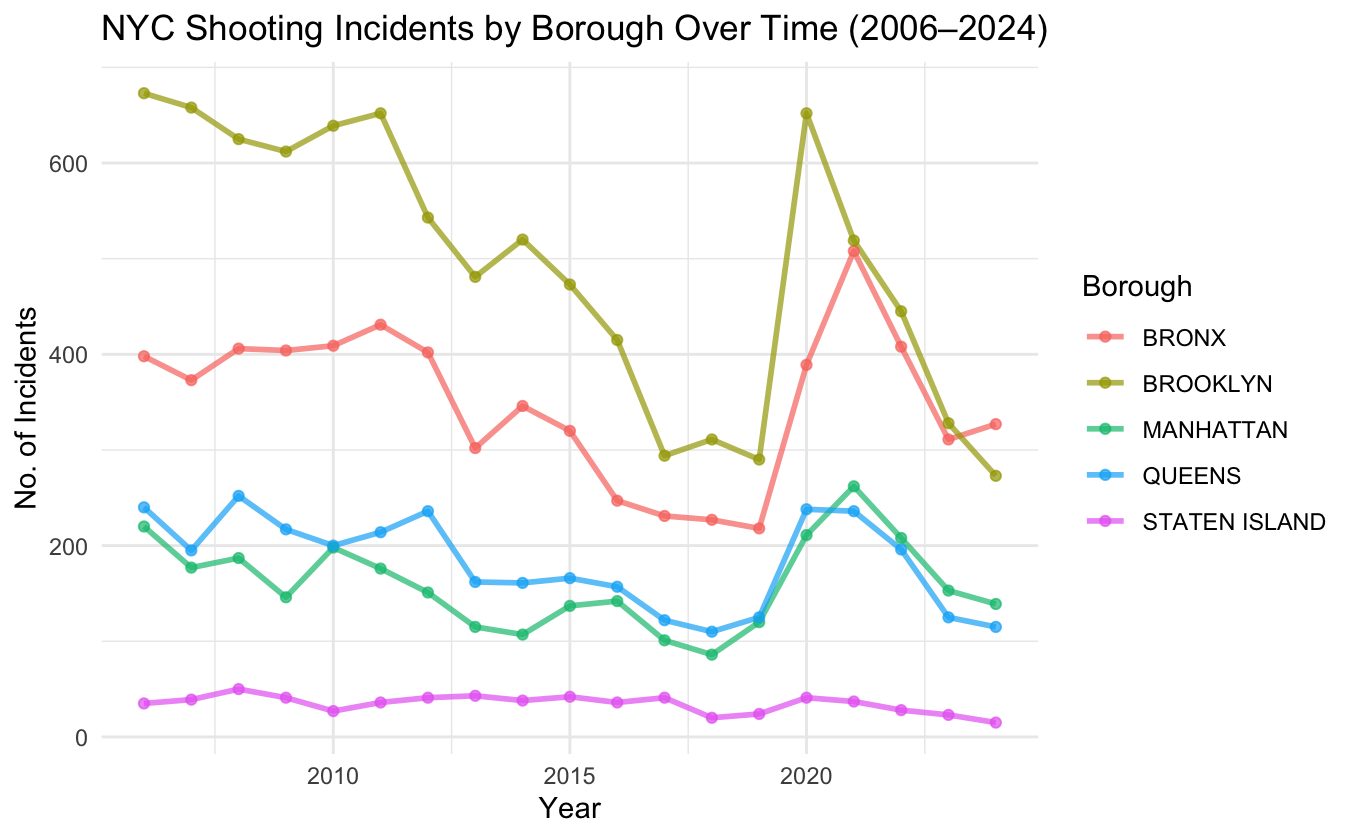 NYC Shooting Incidents by Borough Over Time (2006–2024)
No. of Incidents
600
400
200
0
2010 2015 2020
Year
Borough
BRONX
BROOKLYN
MANHATTAN
QUEENS
STATEN ISLAND